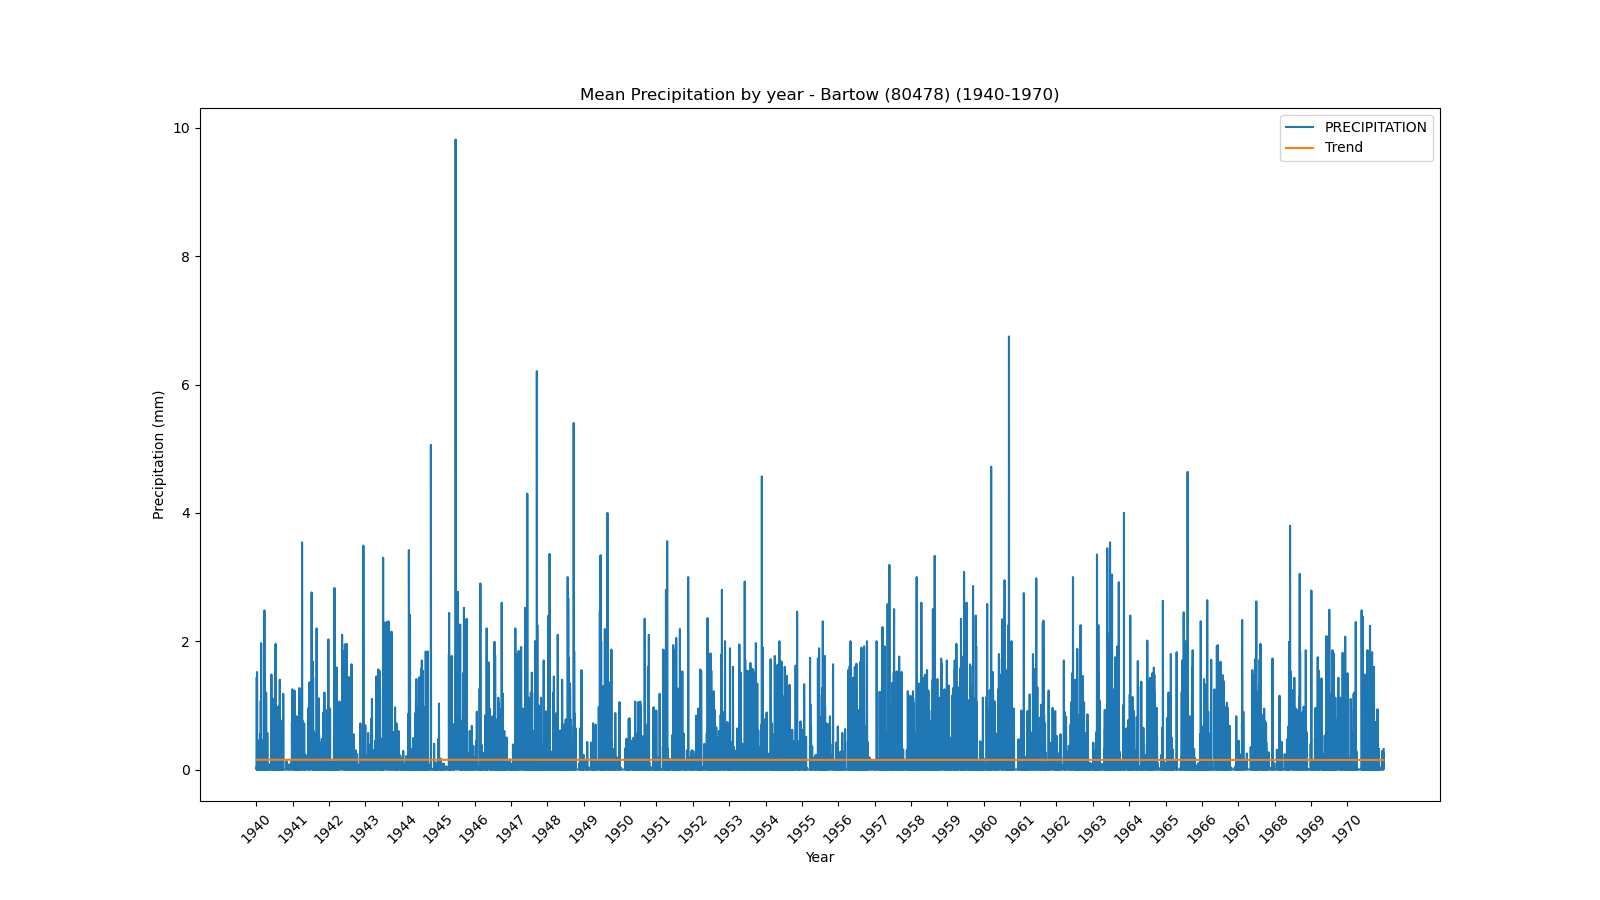 Mean Precipitation by year - Bartow (80478) (1940-1970)
PRECIPITATION
Trend
10
8
6
4
2
0
Precipitation (mm)
1940 1941 1942 1943 1944 1945 1946 1947 1948 1949 1950 1951 1952 1953 1954 1955 1956 1957 1958 1959 1960 1961 1962 1963 1964 1965 1966 1967 1968 1969 1970
Year